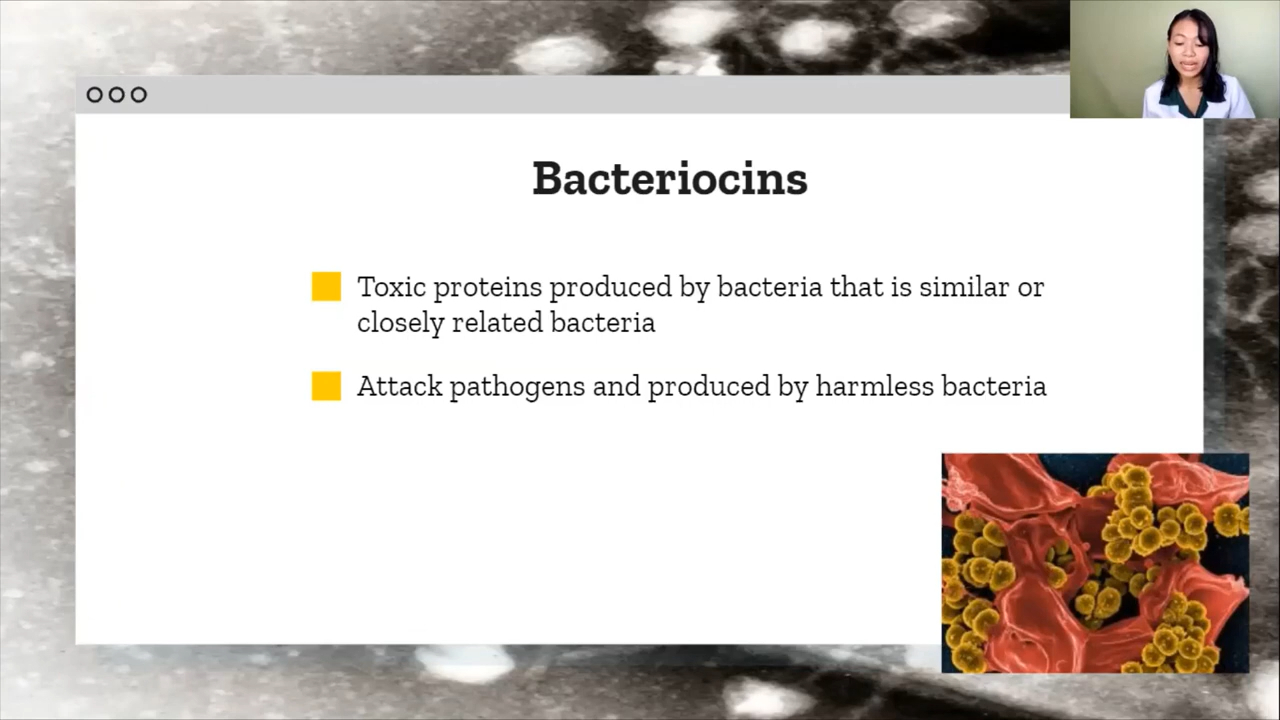 Bacteriocins
Toxic proteins produced by bacteria that is similar or
closely related bacteria
Attack pathogens and produced by harmless bacteria